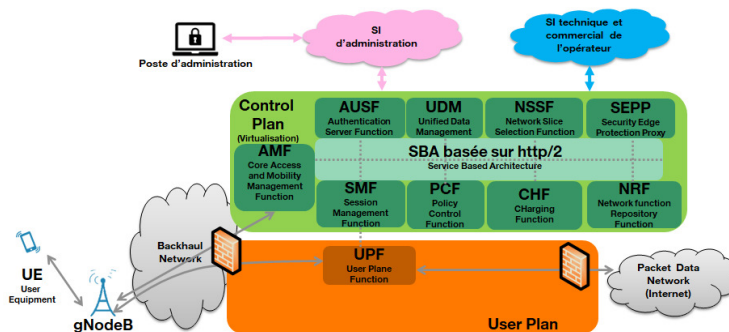 SI
d'administration
SI technique et
commercial de
l'opérateur
Poste d'administration
Control
Plan
(Virtualisation)
AUSF
Authentication
Server Function
UDM
Unified Data
Management
NSSF
Network Slice
Selection Function
SEPP
Security Edge
Protection Proxy
AMF
Core Access
and Mobility
Management
Function
SBA basée sur http/2
Service Based Architecture
SMF
Session
Management
Function
PCF
Policy
Control
Function
CHF
CHarging
Function
NRF
Network function
Repository
Function
Backhaul
Network
UPF
User Plane
Function
UE
User
Equipment
gNodeB
Packet Data
Network
(Internet)
User Plan